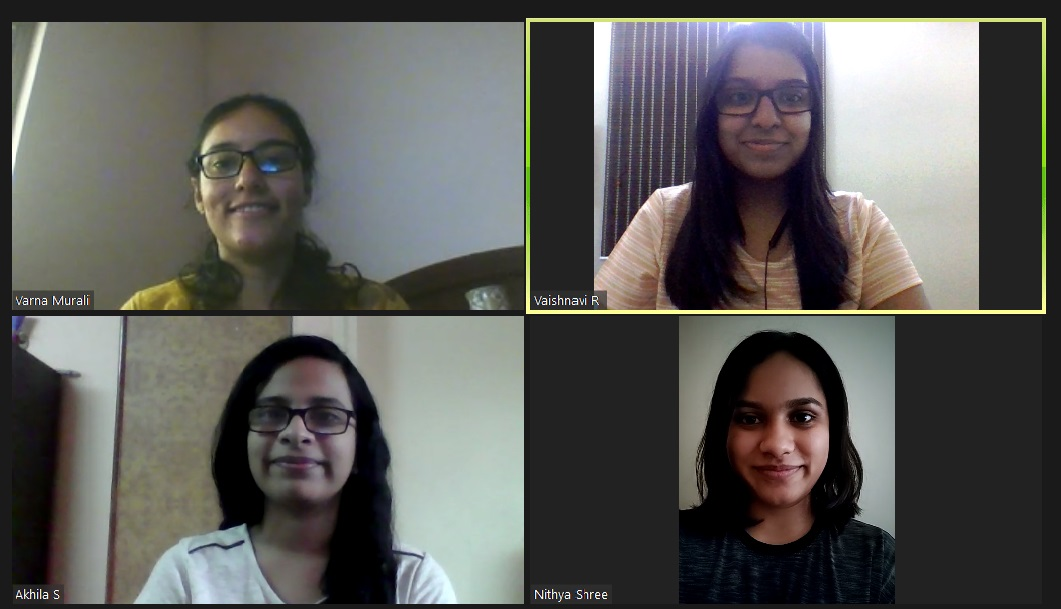 Varna Murali
Vaishnavi R
Akhila S
Nithya Shree